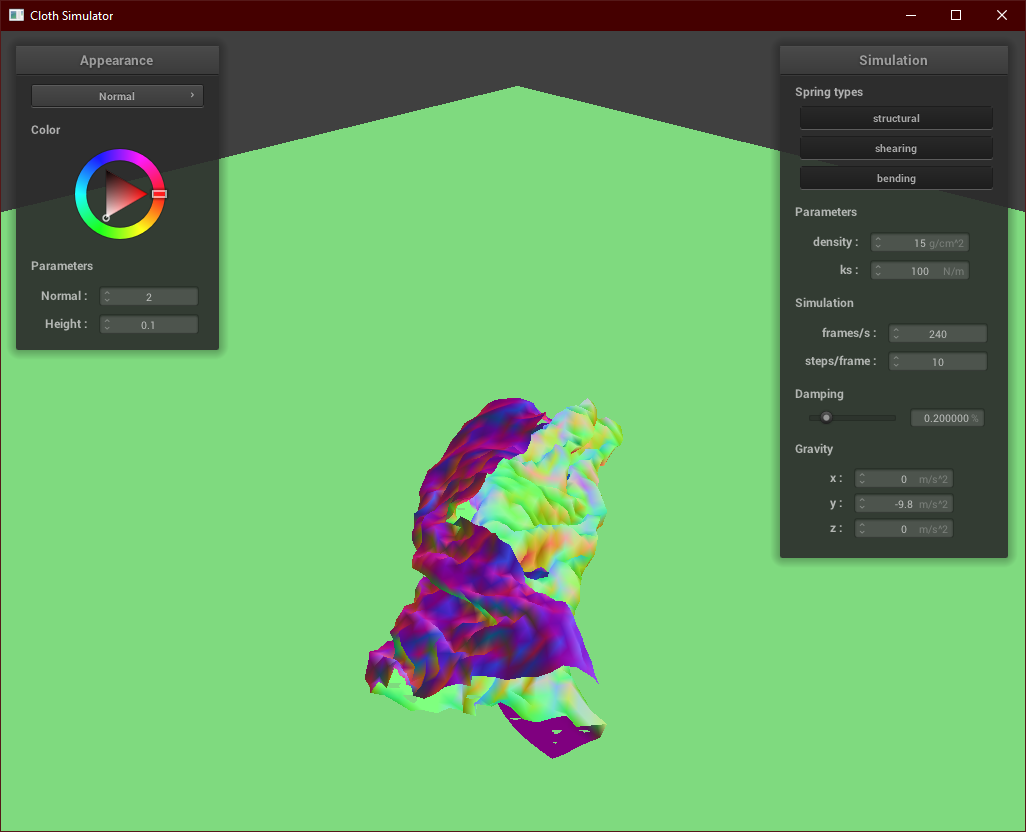 Cloth Simulator
Appearance
Normal
Color
Parameters
Normal : 2
Height : 0.1
Simulation
Spring types
structural
shearing
bending
Parameters
density : 15 g/cm^2
ks : 100 N/m
Simulation
frames/s : 240
steps/frame : 10
Damping
0.200000 %
Gravity
x : 0 m/s^2
y : -9.8 m/s^2
z : 0 m/s^2